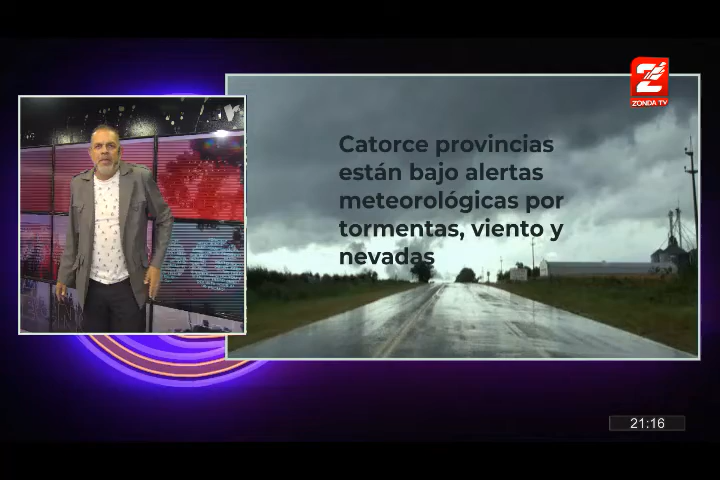 ZONDA TV
Catorce provincias
están bajo alertas
meteorológicas por
tormentas, viento y
nevadas
21:16